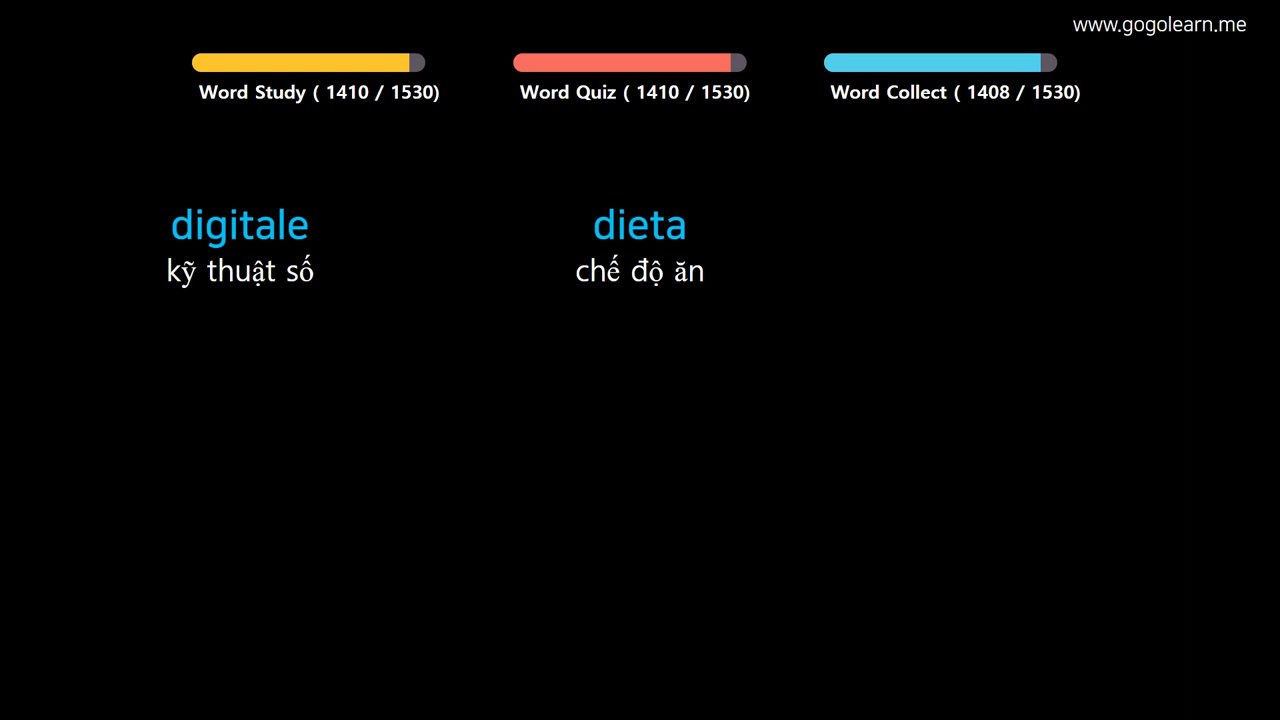 www.gogolearn.me
Word Study ( 1410 / 1530)
Word Quiz ( 1410 / 1530)
Word Collect ( 1408 / 1530)
digitale
kỹ thuật số
dieta
chế độ ăn